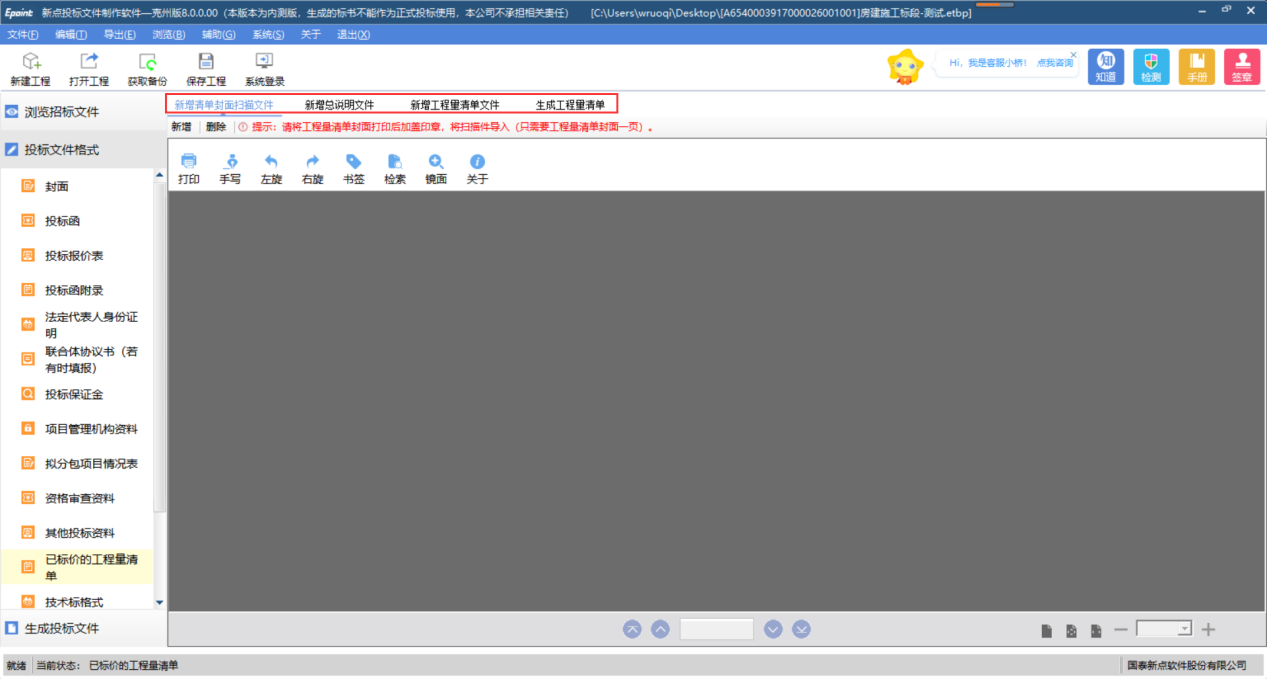 Epoint 新点投标文件制作软件—克州版8.0.0.00（本版本为内测版，生成的标书不能作为正式投标使用，本公司不承担相关责任） [C:\Users\wruoqi\Desktop\[A6540003917000026001001]房建施工标段-测试.etbp]
文件(F) 编辑(T) 导出(E) 浏览(B) 辅助(G) 系统(S) 关于 退出(X)
新建工程 打开工程 获取备份 保存工程 系统登录
Hi，我是客服小桥！ 点我咨询
知
知道 检测 手册 签章
浏览招标文件
新增清单封面扫描文件 新增总说明文件 新增工程量清单文件 生成工程量清单
新增 删除 提示：请将工程量清单封面打印后加盖印章，将扫描件导入（只需要工程量清单封面一页）。
投标文件格式
打印 手写 左旋 右旋 书签 检索 镜面 关于
封面
投标函
投标报价表
投标函附录
法定代表人身份证
明
联合体协议书（若
有时填报）
投标保证金
项目管理机构资料
拟分包项目情况表
资格审查资料
其他投标资料
已标价的工程量清
单
技术标格式
生成投标文件
就绪 当前状态： 已标价的工程量清单 国泰新点软件股份有限公司